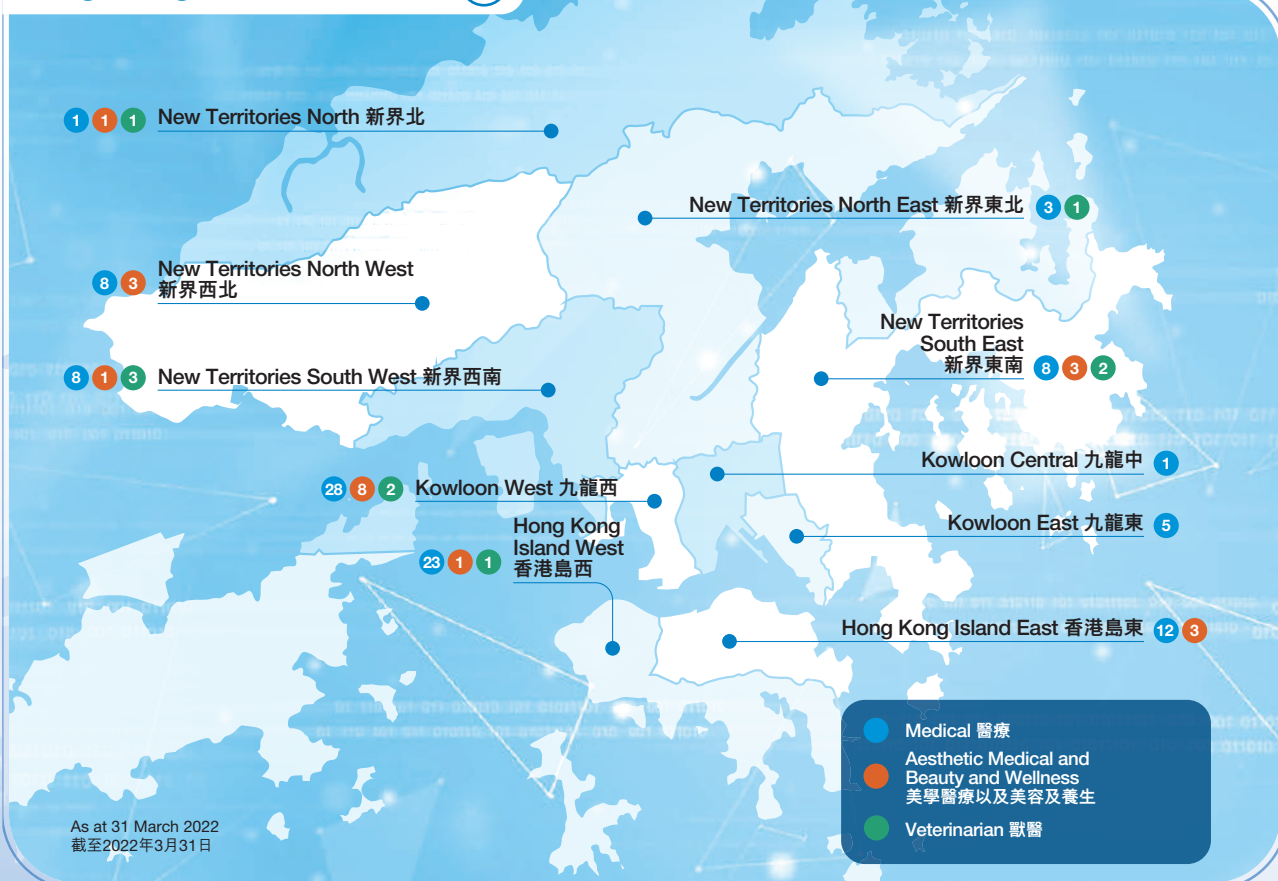 1 1 1 New Territories North 新界北
New Territories North East 新界東北 3 1
8 3 New Territories North West
新界西北
New Territories
South East
新界東南 8 3 2
8 1 3 New Territories South West 新界西南
Kowloon Central 九龍中 1
28 8 2 Kowloon West 九龍西
Kowloon East 九龍東 5
23 1 1 Hong Kong
Island West
香港島西
Hong Kong Island East 香港島東 12 3
Medical 醫療
Aesthetic Medical and
Beauty and Wellness
美學醫療以及美容及養生
Veterinarian 獸醫
As at 31 March 2022
截至2022年3月31日